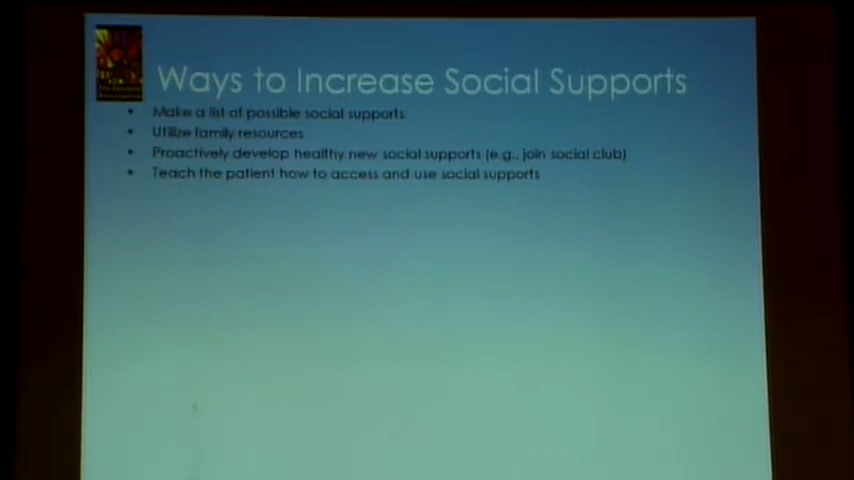 Ways to Increase Social Supports
• Make a list of possible social supports
• Utilize family resources
• Proactively develop healthy new social supports (e.g., join social club)
• Teach the patient how to access and use social supports